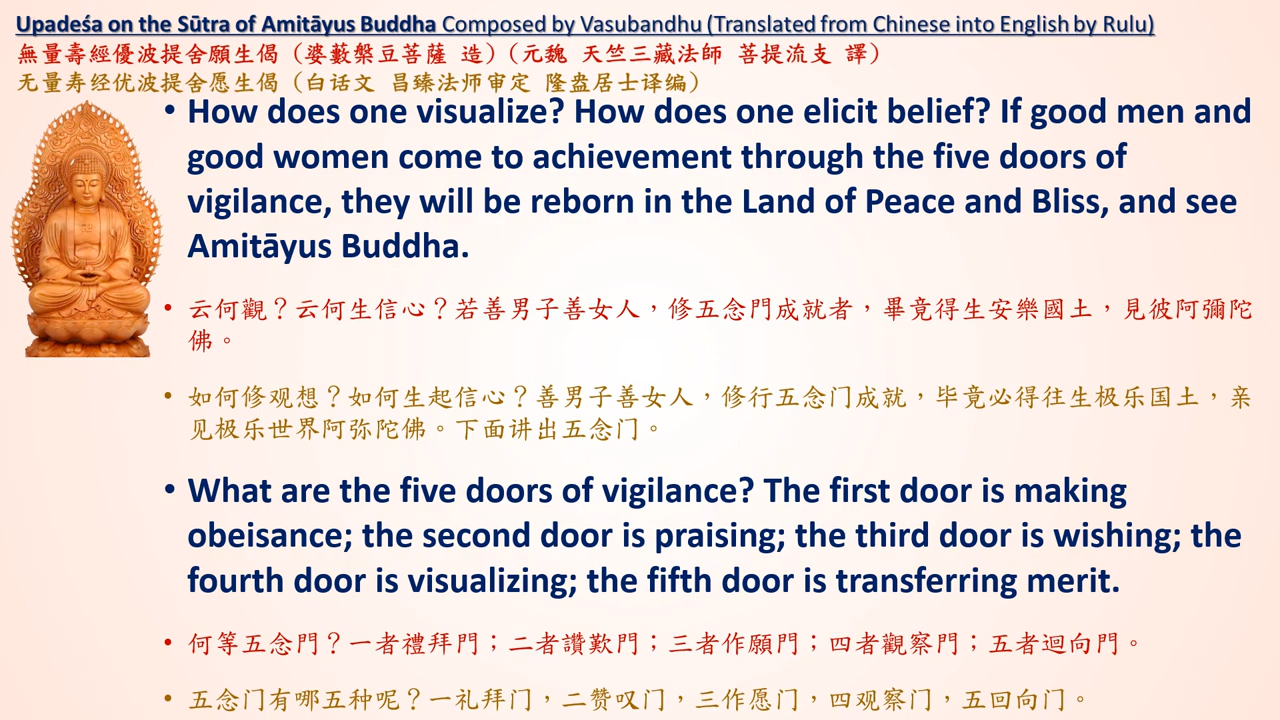 Upadeśa on the Sūtra of Amitāyus Buddha Composed by Vasubandhu (Translated from Chinese into English by Rulu)
無量壽經優波提舍願生偈（婆藪槃豆菩薩 造）（元魏 天竺三藏法師 菩提流支 譯）
无量寿经优波提舍愿生偈（白话文 昌臻法师审定 隆盎居士译编）
• How does one visualize? How does one elicit belief? If good men and
good women come to achievement through the five doors of
vigilance, they will be reborn in the Land of Peace and Bliss, and see
Amitāyus Buddha.
• 云何觀？云何生信心？若善男子善女人，修五念門成就者，畢竟得生安樂國土，見彼阿彌陀
佛。
• 如何修观想？如何生起信心？善男子善女人，修行五念门成就，毕竟必得往生极乐国土，亲
见极乐世界阿弥陀佛。下面讲出五念门。
• What are the five doors of vigilance? The first door is making
obeisance; the second door is praising; the third door is wishing; the
fourth door is visualizing; the fifth door is transferring merit.
• 何等五念門？一者禮拜門；二者讚歎門；三者作願門；四者觀察門；五者迴向門。
• 五念门有哪五种呢？一礼拜门，二赞叹门，三作愿门，四观察门，五回向门。